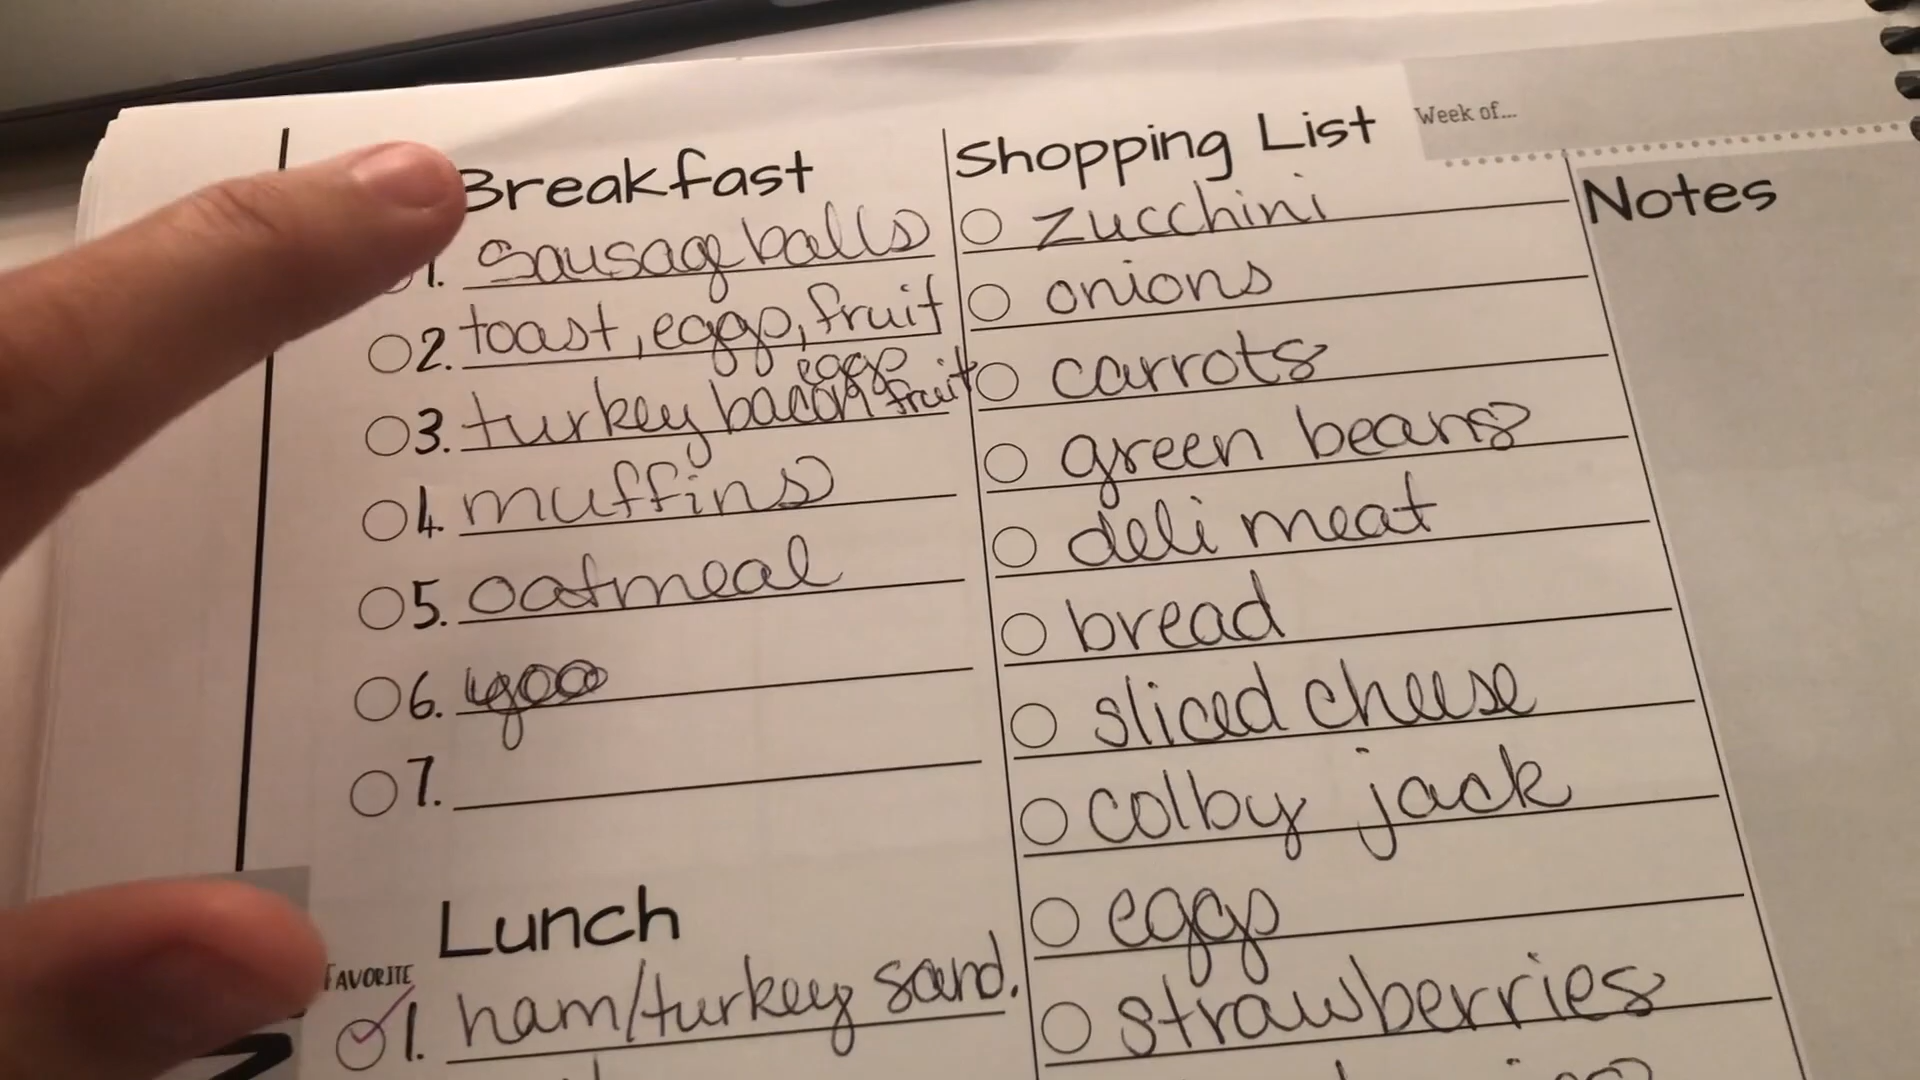 Breakfast
1. sausage balls
2. toast, eggs, fruit
eggs
3. turkey bacon fruit
4. muffins
5. oatmeal
6.
7.
Lunch
FAVORITE
1. ham/turkey sand.
Shopping List
zucchini
onions
carrots
green beans
deli meat
bread
sliced cheese
colby jack
eggs
strawberries
Week of...
Notes